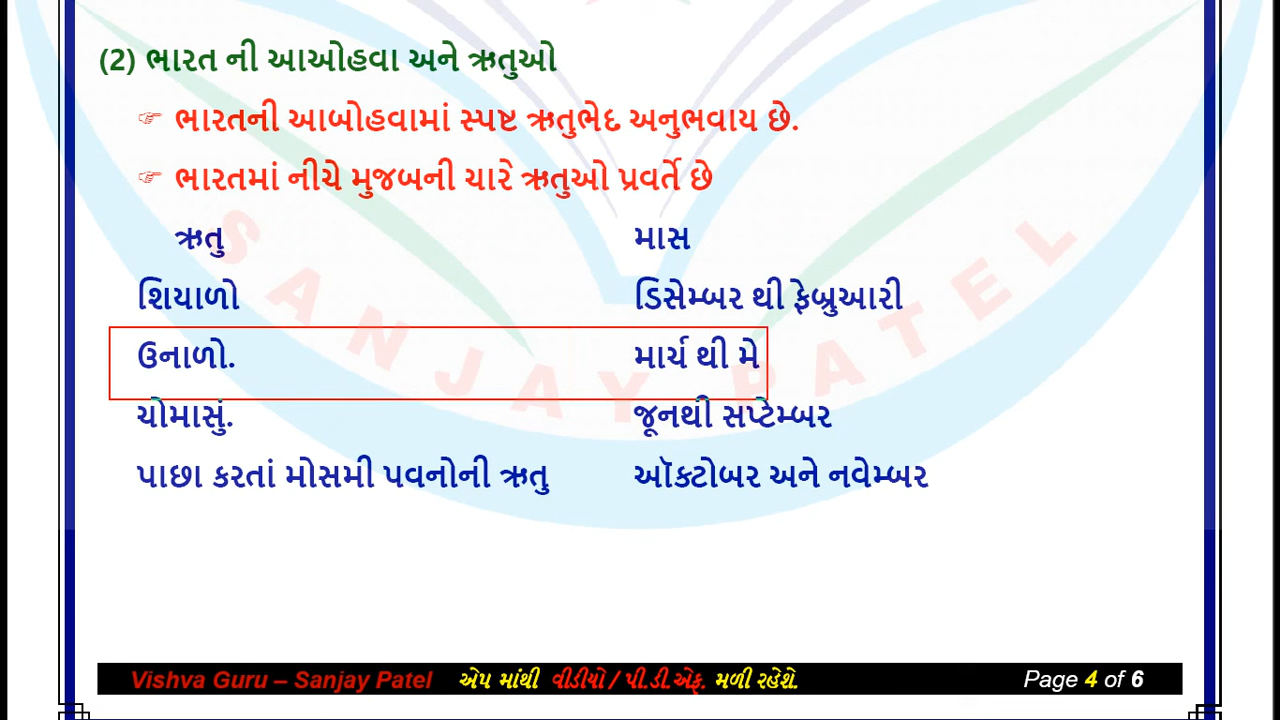 (2) ભારત ની આઓહવા અને ઋતુઓ
☞ ભારતની આબોહવામાં સ્પષ્ટ ઋતુભેદ અનુભવાય છે.
☞ ભારતમાં નીચે મુજબની ચારે ઋતુઓ પ્રવર્તે છે
ઋતુ માસ
શિયાળો ડિસેમ્બર થી ફેબ્રુઆરી
ઉનાળો. માર્ચ થી મે
ચોમાસું. જૂનથી સપ્ટેમ્બર
પાછા કરતાં મોસમી પવનોની ઋતુ ઑક્ટોબર અને નવેમ્બર
SANJAY PATEL
Vishva Guru – Sanjay Patel એપ માંથી વીડીયો / પી.ડી.એફ. મળી રહેશે. Page 4 of 6